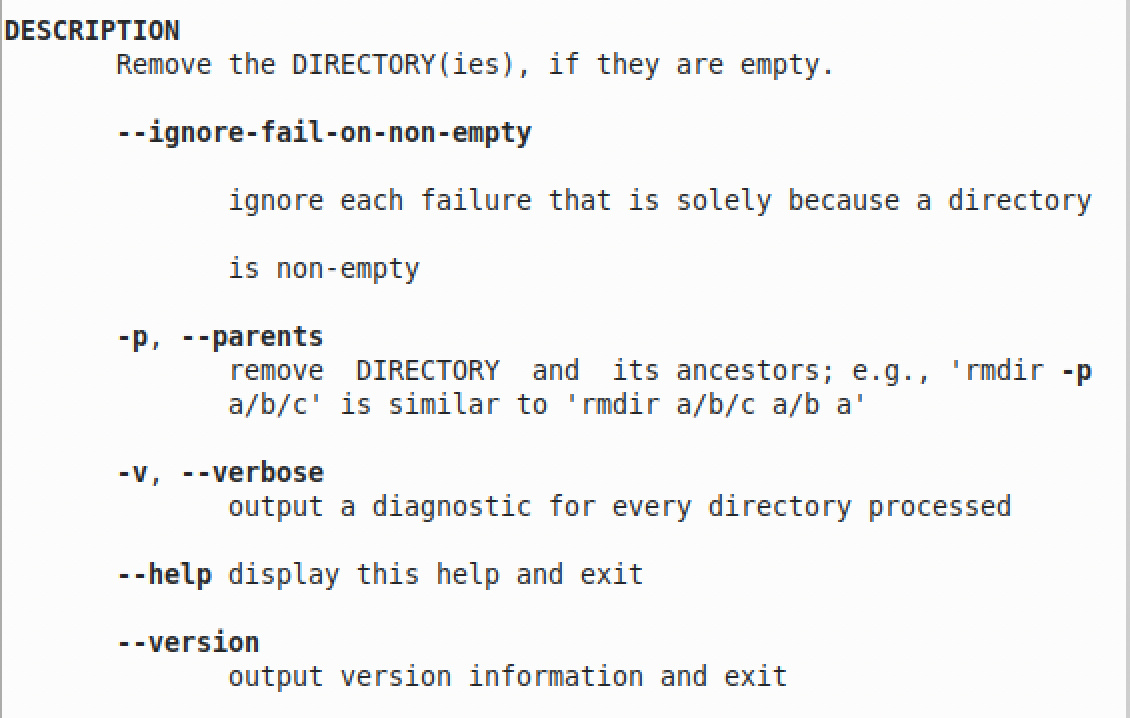 DESCRIPTION
Remove the DIRECTORY(ies), if they are empty.
--ignore-fail-on-non-empty
ignore each failure that is solely because a directory
is non-empty
-p, --parents
remove  DIRECTORY  and  its ancestors; e.g., 'rmdir -p
a/b/c' is similar to 'rmdir a/b/c a/b a'
-v, --verbose
output a diagnostic for every directory processed
--help display this help and exit
--version
output version information and exit